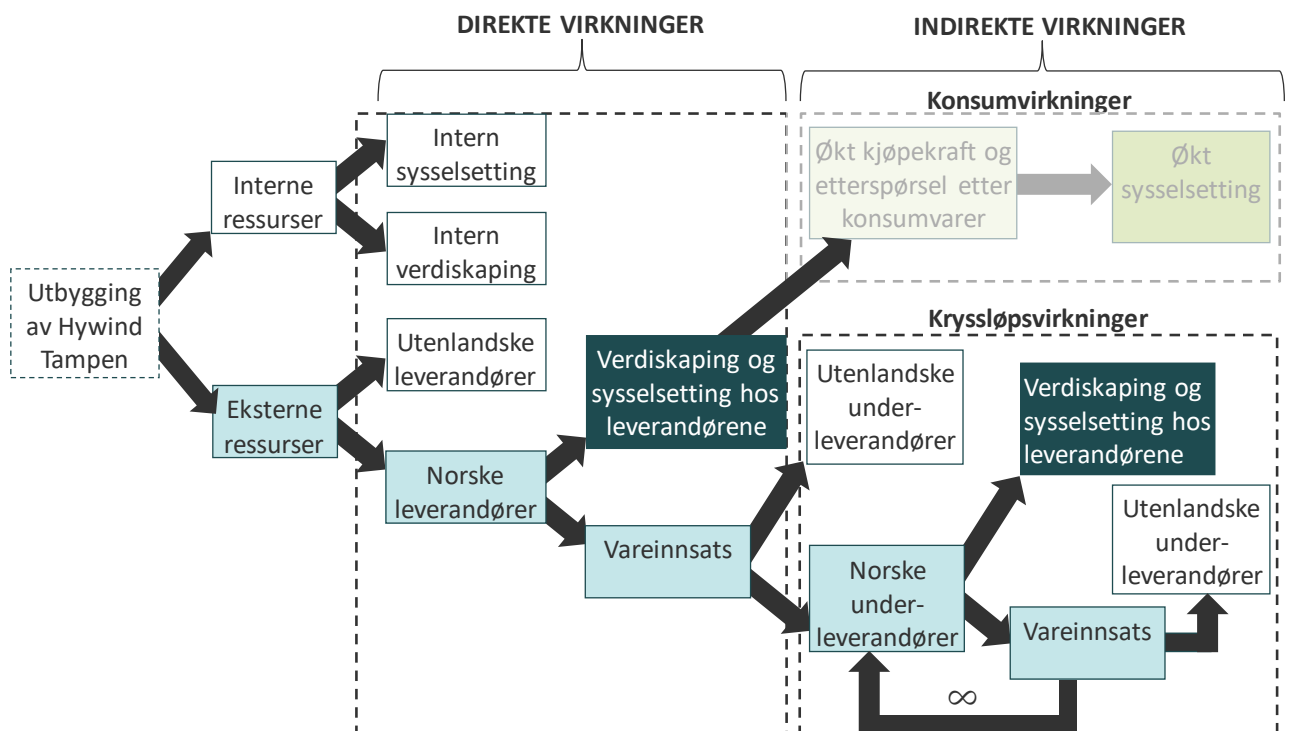 DIREKTE VIRKNINGER
INDIREKTE VIRKNINGER
Konsumvirkninger
Intern
sysselsetting
Økt kjøpekraft og
etterspørsel etter
konsumvarer
Økt
sysselsetting
Interne
ressurser
Intern
verdiskaping
Utbygging
av Hywind
Tampen
Kryssløpsvirkninger
Utenlandske
leverandører
Verdiskaping og
sysselsetting hos
leverandørene
Utenlandske
under-
leverandører
Verdiskaping og
sysselsetting hos
leverandørene
Eksterne
ressurser
Norske
leverandører
Utenlandske
under-
leverandører
Vareinnsats
Norske
under-
leverandører
Vareinnsats
∞